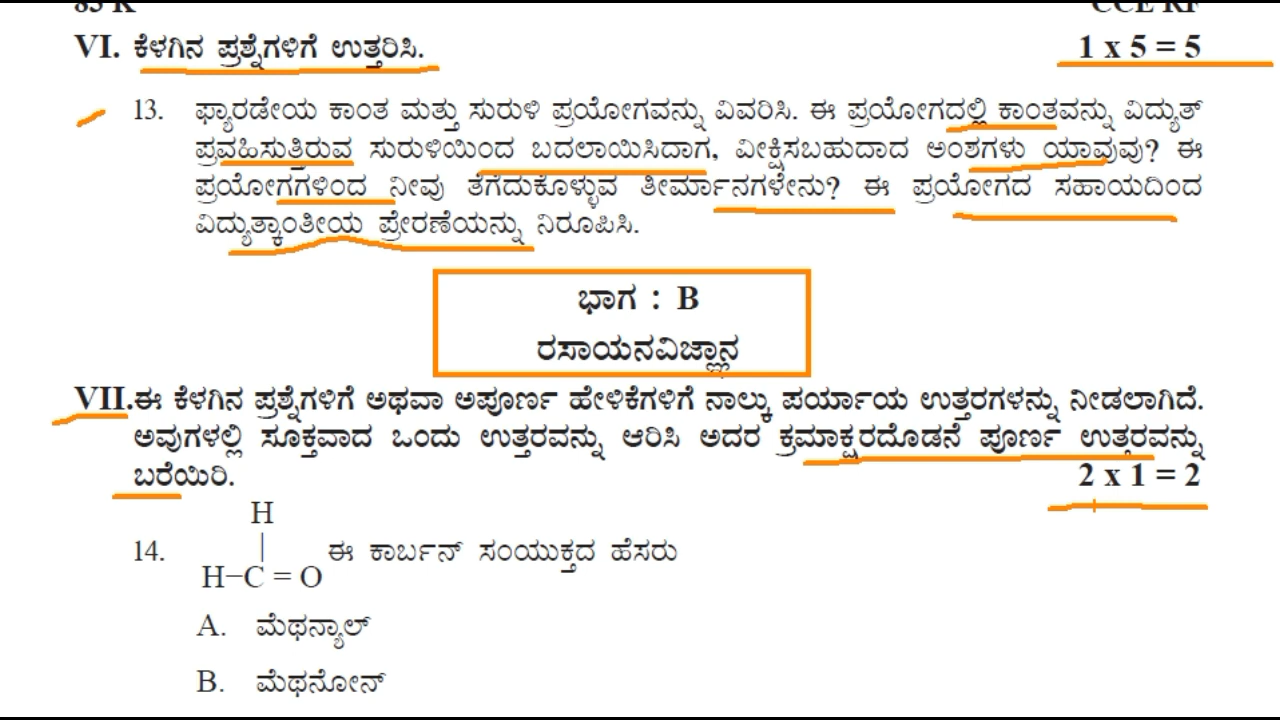 83 K
CCE RF
VI. ಕೆಳಗಿನ ಪ್ರಶ್ನೆಗಳಿಗೆ ಉತ್ತರಿಸಿ. 1 x 5 = 5
13. ಫ್ಯಾರಡೇಯ ಕಾಂತ ಮತ್ತು ಸುರುಳಿ ಪ್ರಯೋಗವನ್ನು ವಿವರಿಸಿ. ಈ ಪ್ರಯೋಗದಲ್ಲಿ ಕಾಂತವನ್ನು ವಿದ್ಯುತ್
ಪ್ರವಹಿಸುತ್ತಿರುವ ಸುರುಳಿಯಿಂದ ಬದಲಾಯಿಸಿದಾಗ, ವೀಕ್ಷಿಸಬಹುದಾದ ಅಂಶಗಳು ಯಾವುವು? ಈ
ಪ್ರಯೋಗಗಳಿಂದ ನೀವು ತೆಗೆದುಕೊಳ್ಳುವ ತೀರ್ಮಾನಗಳೇನು? ಈ ಪ್ರಯೋಗದ ಸಹಾಯದಿಂದ
ವಿದ್ಯುತ್ಕಾಂತೀಯ ಪ್ರೇರಣೆಯನ್ನು ನಿರೂಪಿಸಿ.
ಭಾಗ : B
ರಸಾಯನವಿಜ್ಞಾನ
VII.ಈ ಕೆಳಗಿನ ಪ್ರಶ್ನೆಗಳಿಗೆ ಅಥವಾ ಅಪೂರ್ಣ ಹೇಳಿಕೆಗಳಿಗೆ ನಾಲ್ಕು ಪರ್ಯಾಯ ಉತ್ತರಗಳನ್ನು ನೀಡಲಾಗಿದೆ.
ಅವುಗಳಲ್ಲಿ ಸೂಕ್ತವಾದ ಒಂದು ಉತ್ತರವನ್ನು ಆರಿಸಿ ಅದರ ಕ್ರಮಾಕ್ಷರದೊಡನೆ ಪೂರ್ಣ ಉತ್ತರವನ್ನು
ಬರೆಯಿರಿ. 2 x 1 = 2
H
|
14. ಈ ಕಾರ್ಬನ್ ಸಂಯುಕ್ತದ ಹೆಸರು
H−C = O
A. ಮೆಥನ್ಯಾಲ್
B. ಮೆಥನೋನ್